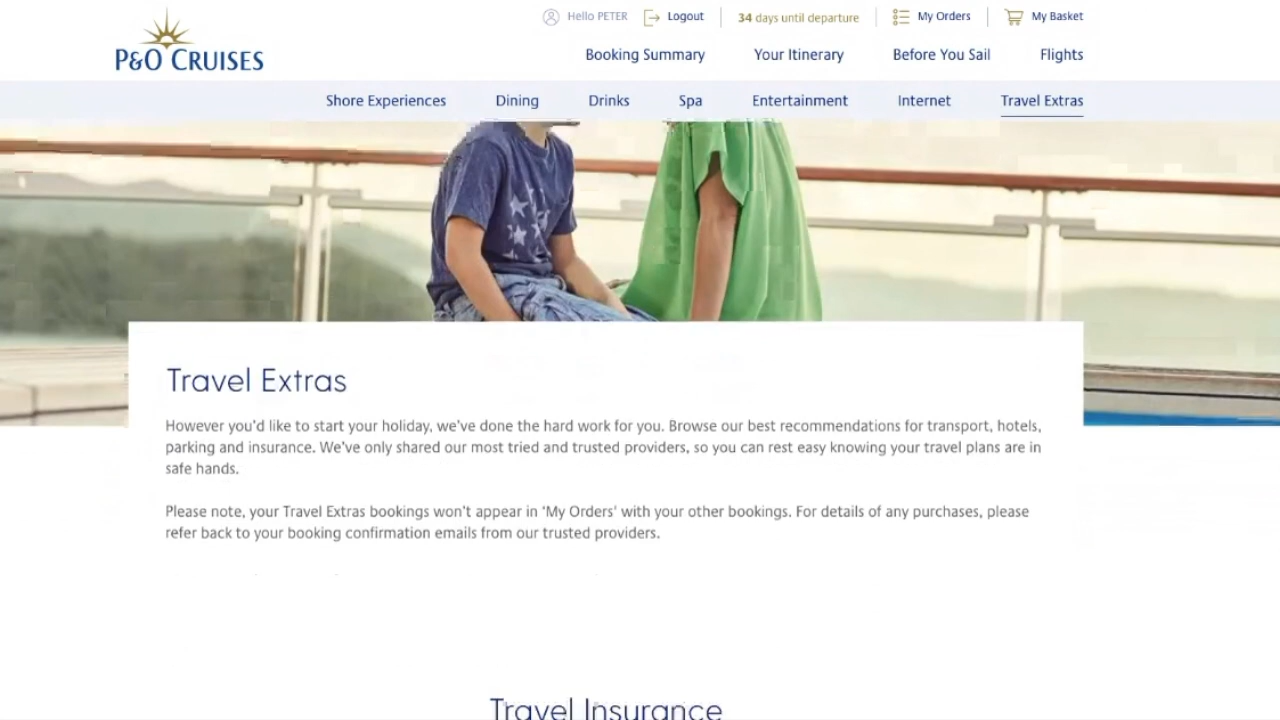 Hello PETER Logout 34 days until departure My Orders My Basket
P&O CRUISES
Booking Summary Your Itinerary Before You Sail Flights
Shore Experiences Dining Drinks Spa Entertainment Internet Travel Extras
Travel Extras
However you'd like to start your holiday, we've done the hard work for you. Browse our best recommendations for transport, hotels,
parking and insurance. We've only shared our most tried and trusted providers, so you can rest easy knowing your travel plans are in
safe hands.
Please note, your Travel Extras bookings won't appear in 'My Orders' with your other bookings. For details of any purchases, please
refer back to your booking confirmation emails from our trusted providers.
Travel Insurance